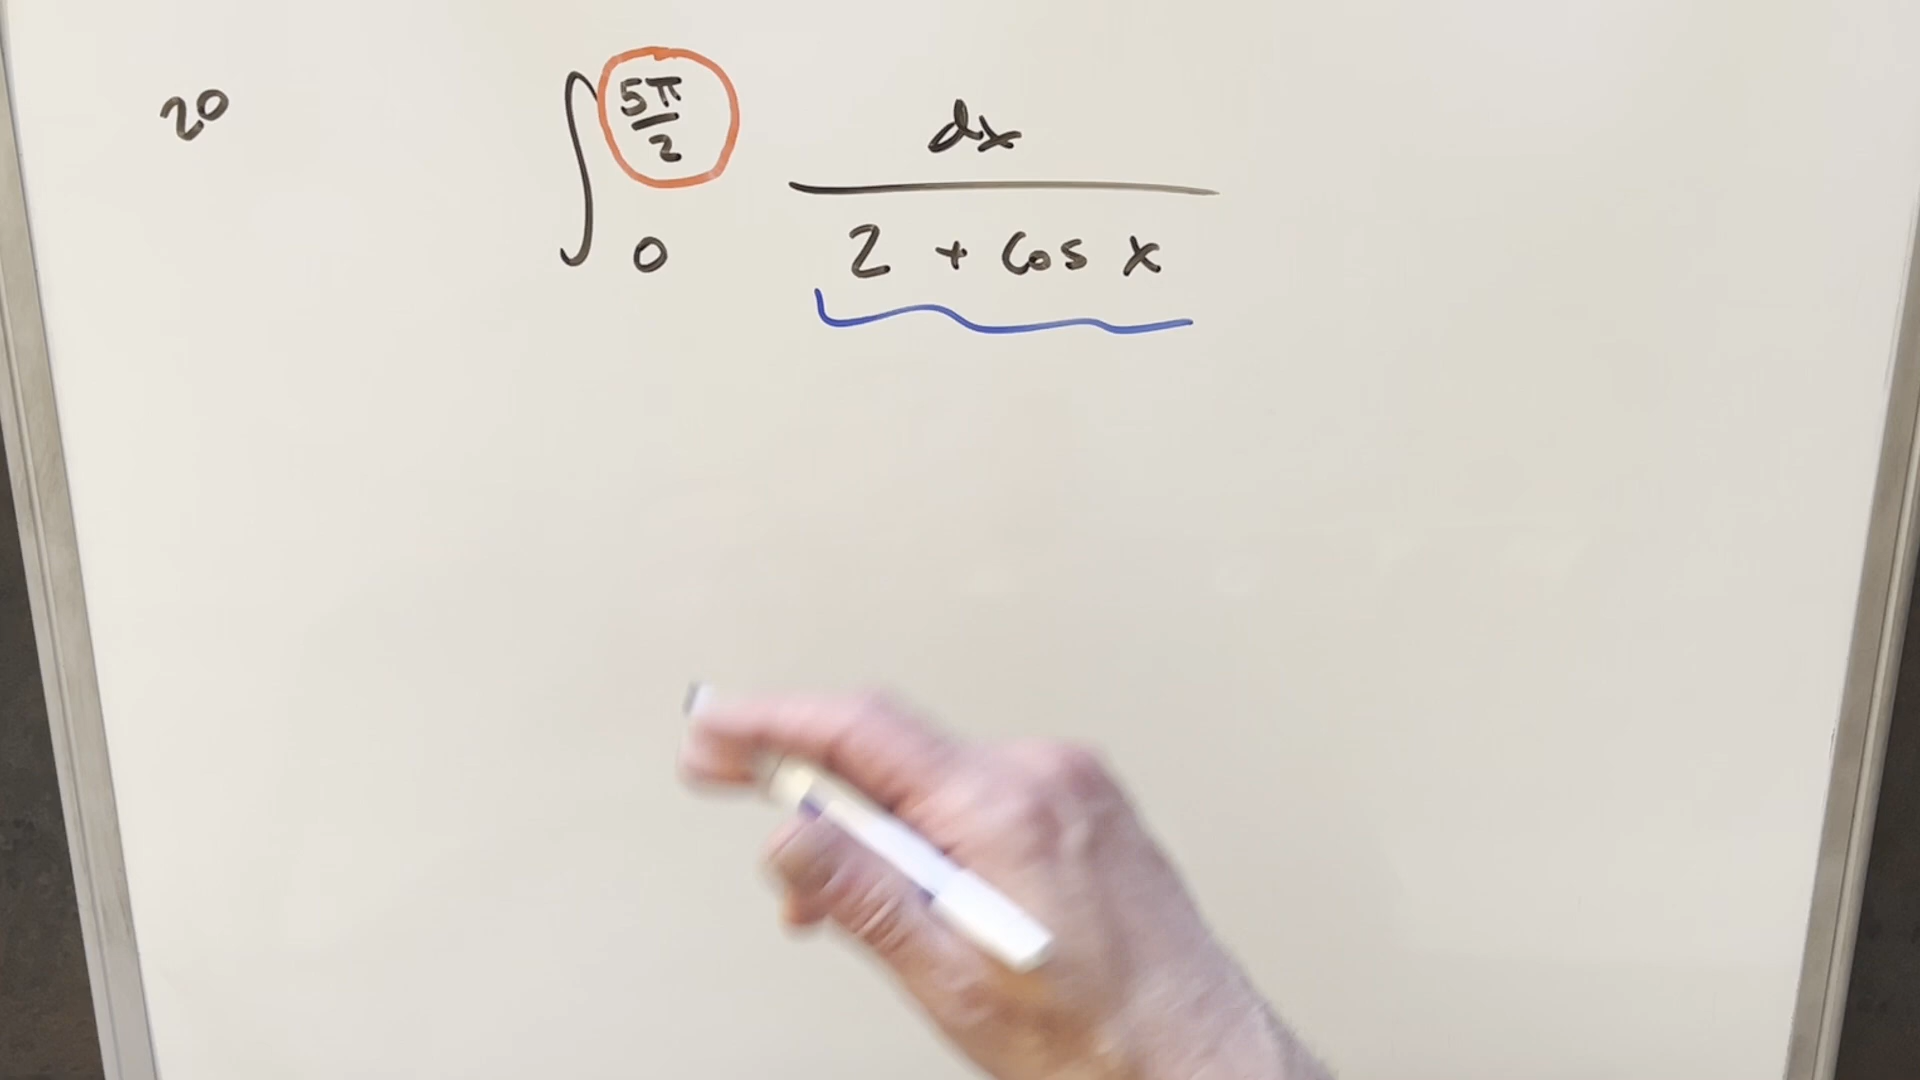 20
∫₀^(5π/2) dx / (2 + cos x)